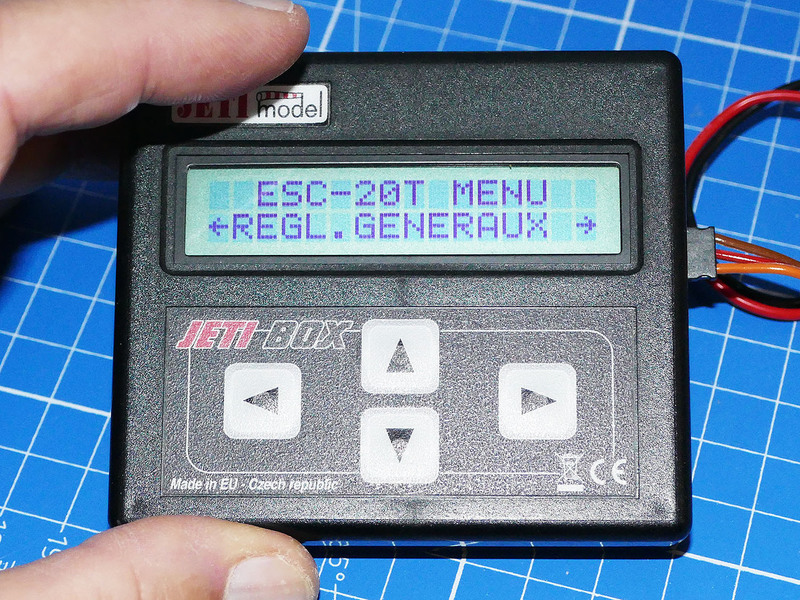 JETI model
ESC-20T MENU
←REGL.GENERAUX →
JETI BOX
Made in EU - Czech republic
CE